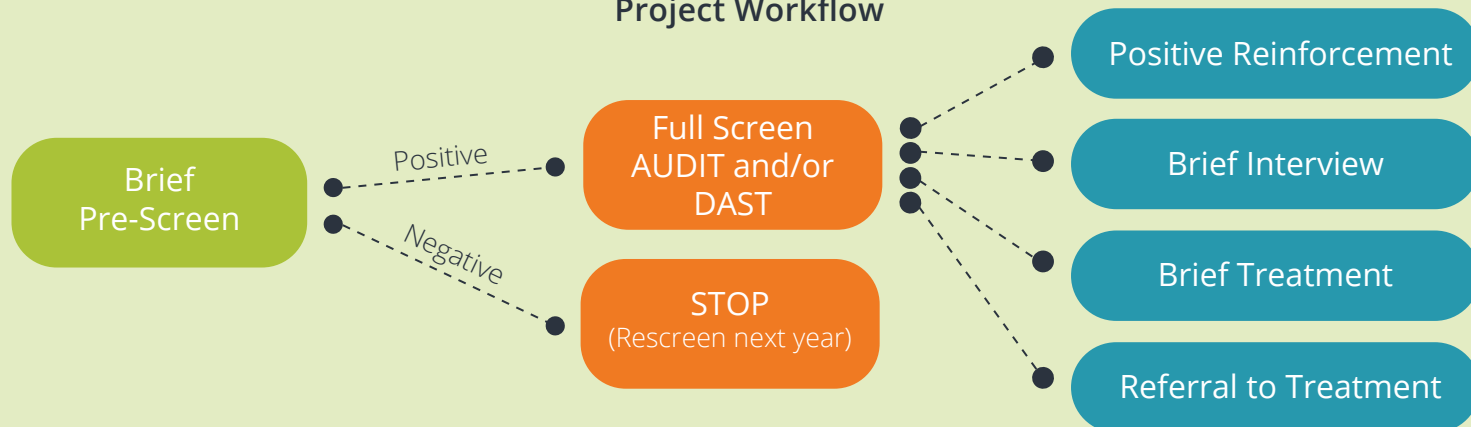 Project Workflow
Brief
Pre-Screen
Positive
Negative
Full Screen
AUDIT and/or
DAST
STOP
(Rescreen next year)
Positive Reinforcement
Brief Interview
Brief Treatment
Referral to Treatment